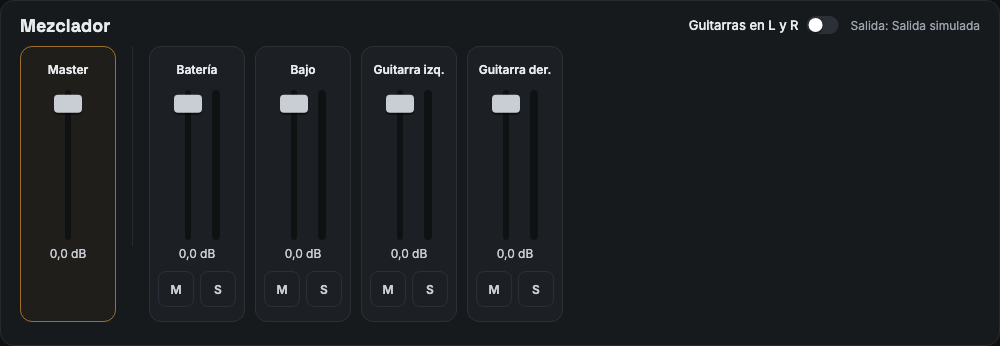 Mezclador
Guitarras en L y R
Salida: Salida simulada
Master
Batería
Bajo
Guitarra izq.
Guitarra der.
0,0 dB
0,0 dB
0,0 dB
0,0 dB
0,0 dB
M
S
M
S
M
S
M
S